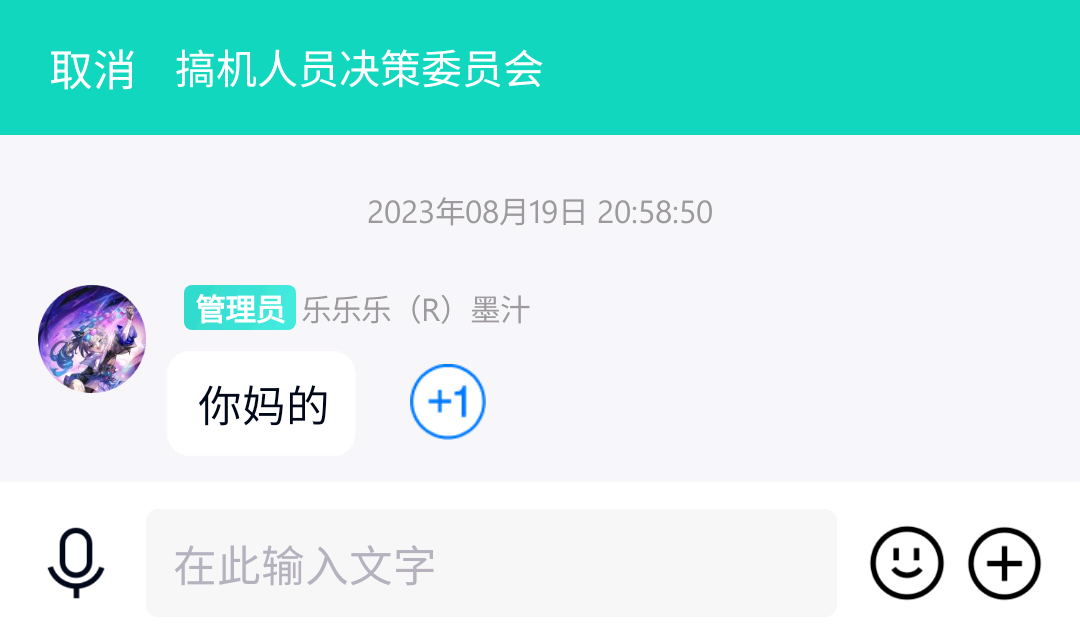 取消 搞机人员决策委员会
2023年08月19日 20:58:50
管理员 乐乐乐（R）墨汁
你妈的 +1
在此输入文字